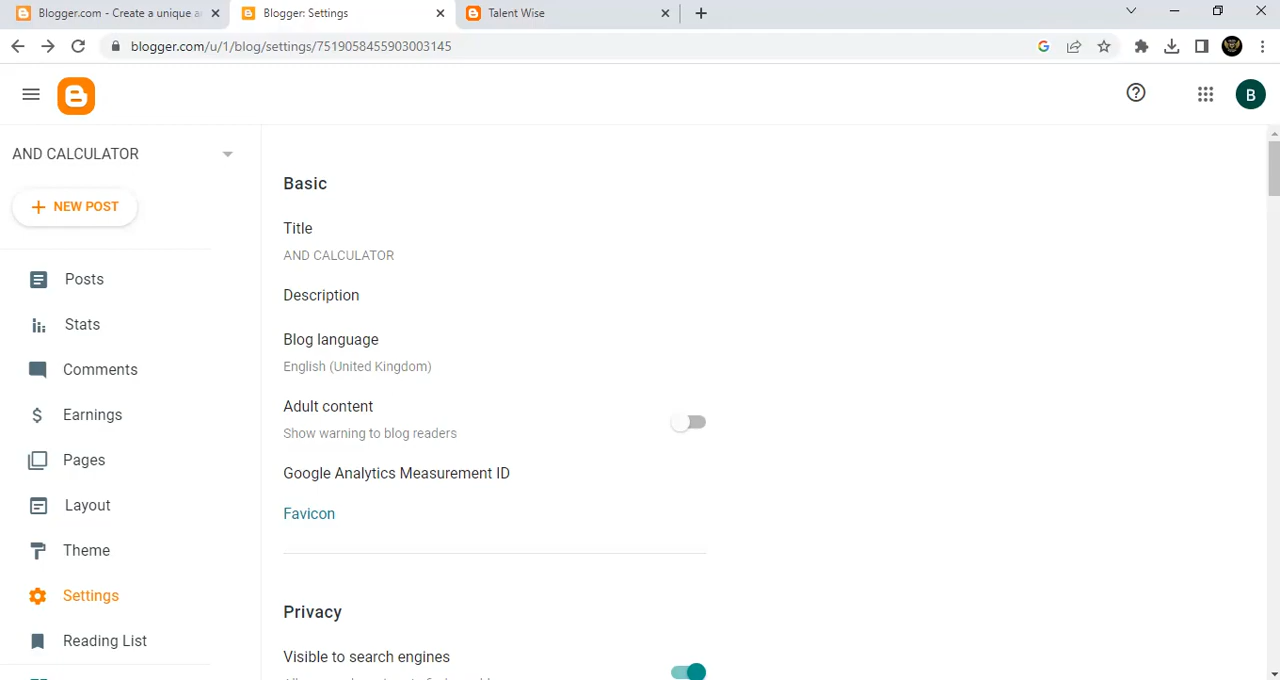 Blogger.com - Create a unique a
Blogger: Settings
Talent Wise
blogger.com/u/1/blog/settings/7519058455903003145
B
AND CALCULATOR
NEW POST
Posts
Stats
Comments
Earnings
Pages
Layout
Theme
Settings
Reading List
Basic
Title
AND CALCULATOR
Description
Blog language
English (United Kingdom)
Adult content
Show warning to blog readers
Google Analytics Measurement ID
Favicon
Privacy
Visible to search engines